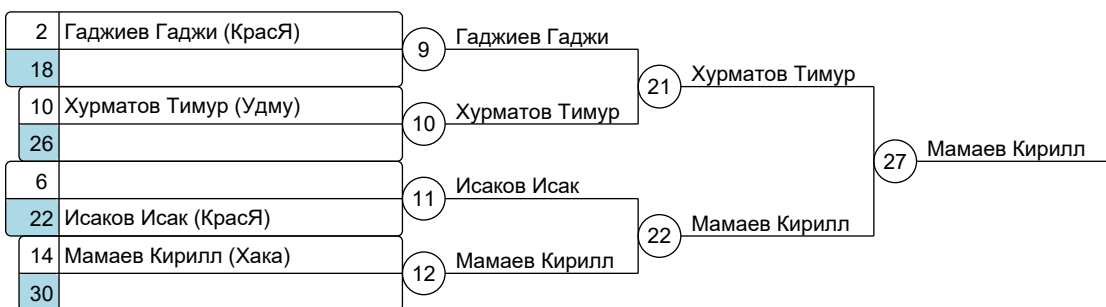 2 Гаджиев Гаджи (КрасЯ)
18
10 Хурматов Тимур (Удму)
26
6
22 Исаков Исак (КрасЯ)
14 Мамаев Кирилл (Хака)
30
9 Гаджиев Гаджи
10 Хурматов Тимур
11 Исаков Исак
12 Мамаев Кирилл
21 Хурматов Тимур
22 Мамаев Кирилл
27 Мамаев Кирилл